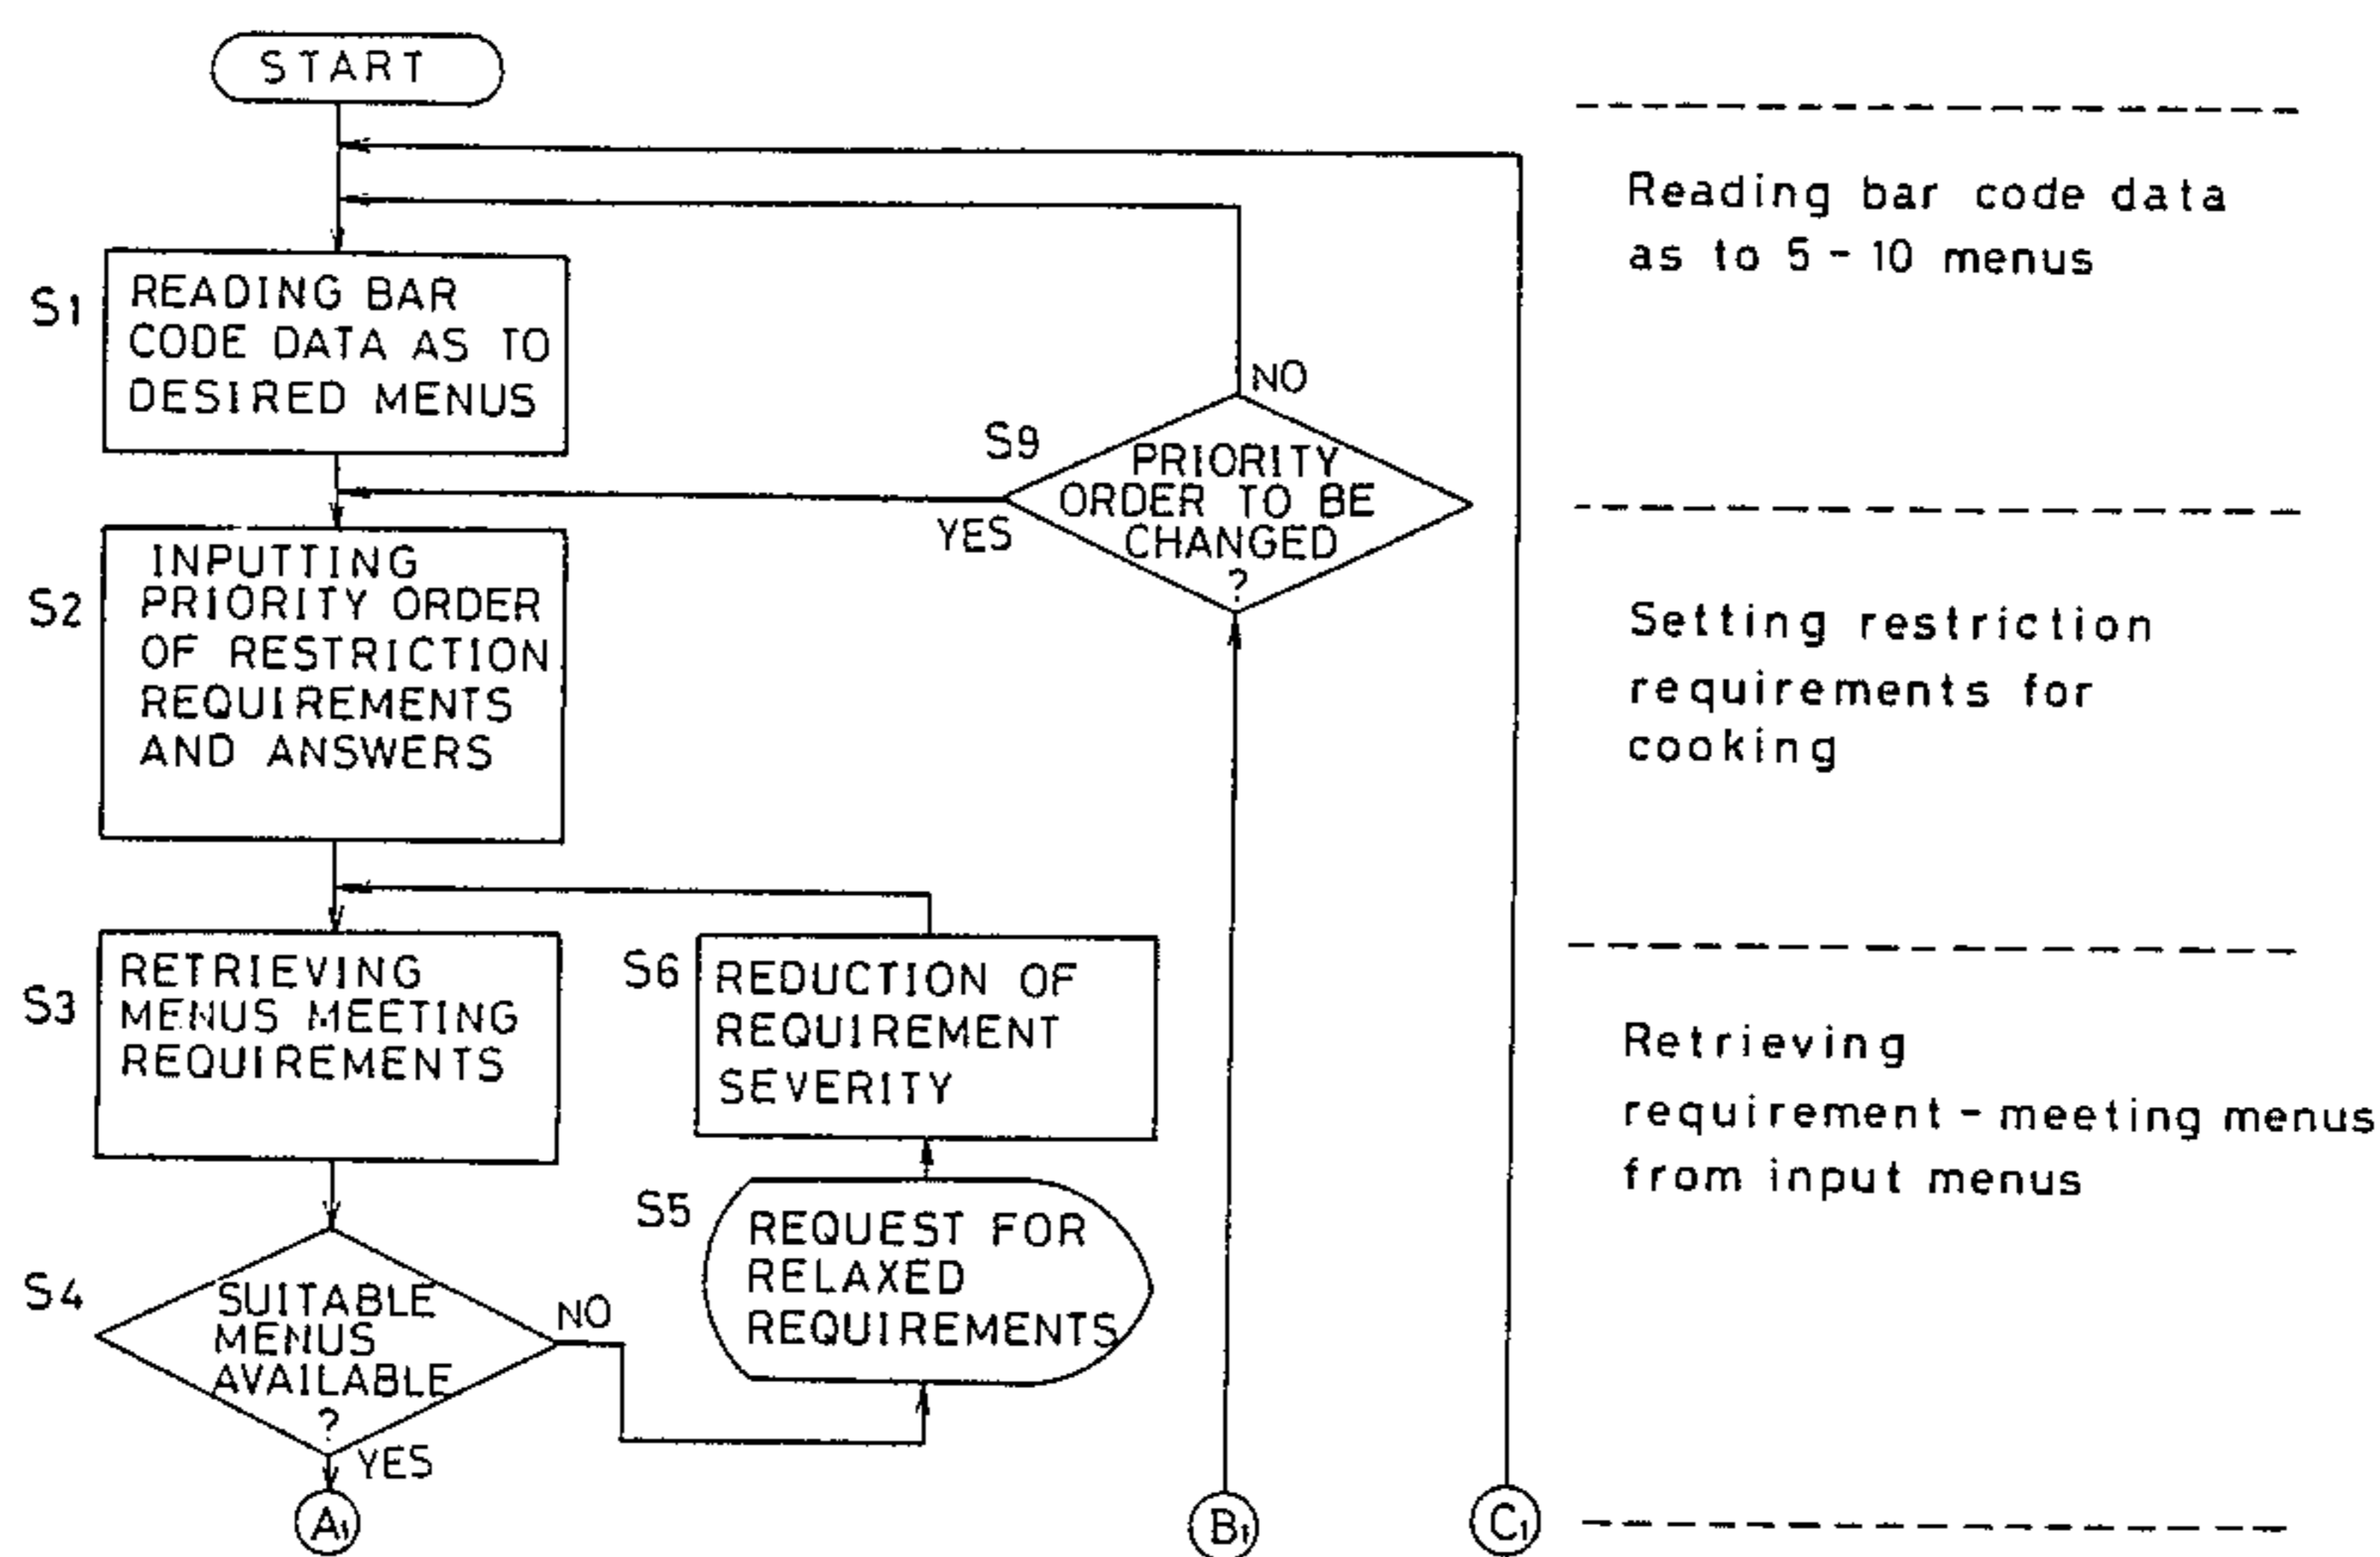 START
S1
READING BAR
CODE DATA AS TO
DESIRED MENUS
S2
INPUTTING
PRIORITY ORDER
OF RESTRICTION
REQUIREMENTS
AND ANSWERS
S3
RETRIEVING
MENUS MEETING
REQUIREMENTS
S4
SUITABLE
MENUS
AVAILABLE
?
NO
YES
A1
S6
REDUCTION OF
REQUIREMENT
SEVERITY
S5
REQUEST FOR
RELAXED
REQUIREMENTS
S9
PRIORITY
ORDER TO BE
CHANGED
?
NO
YES
B1
C1
Reading bar code data
as to 5-10 menus
Setting restriction
requirements for
cooking
Retrieving
requirement-meeting menus
from input menus